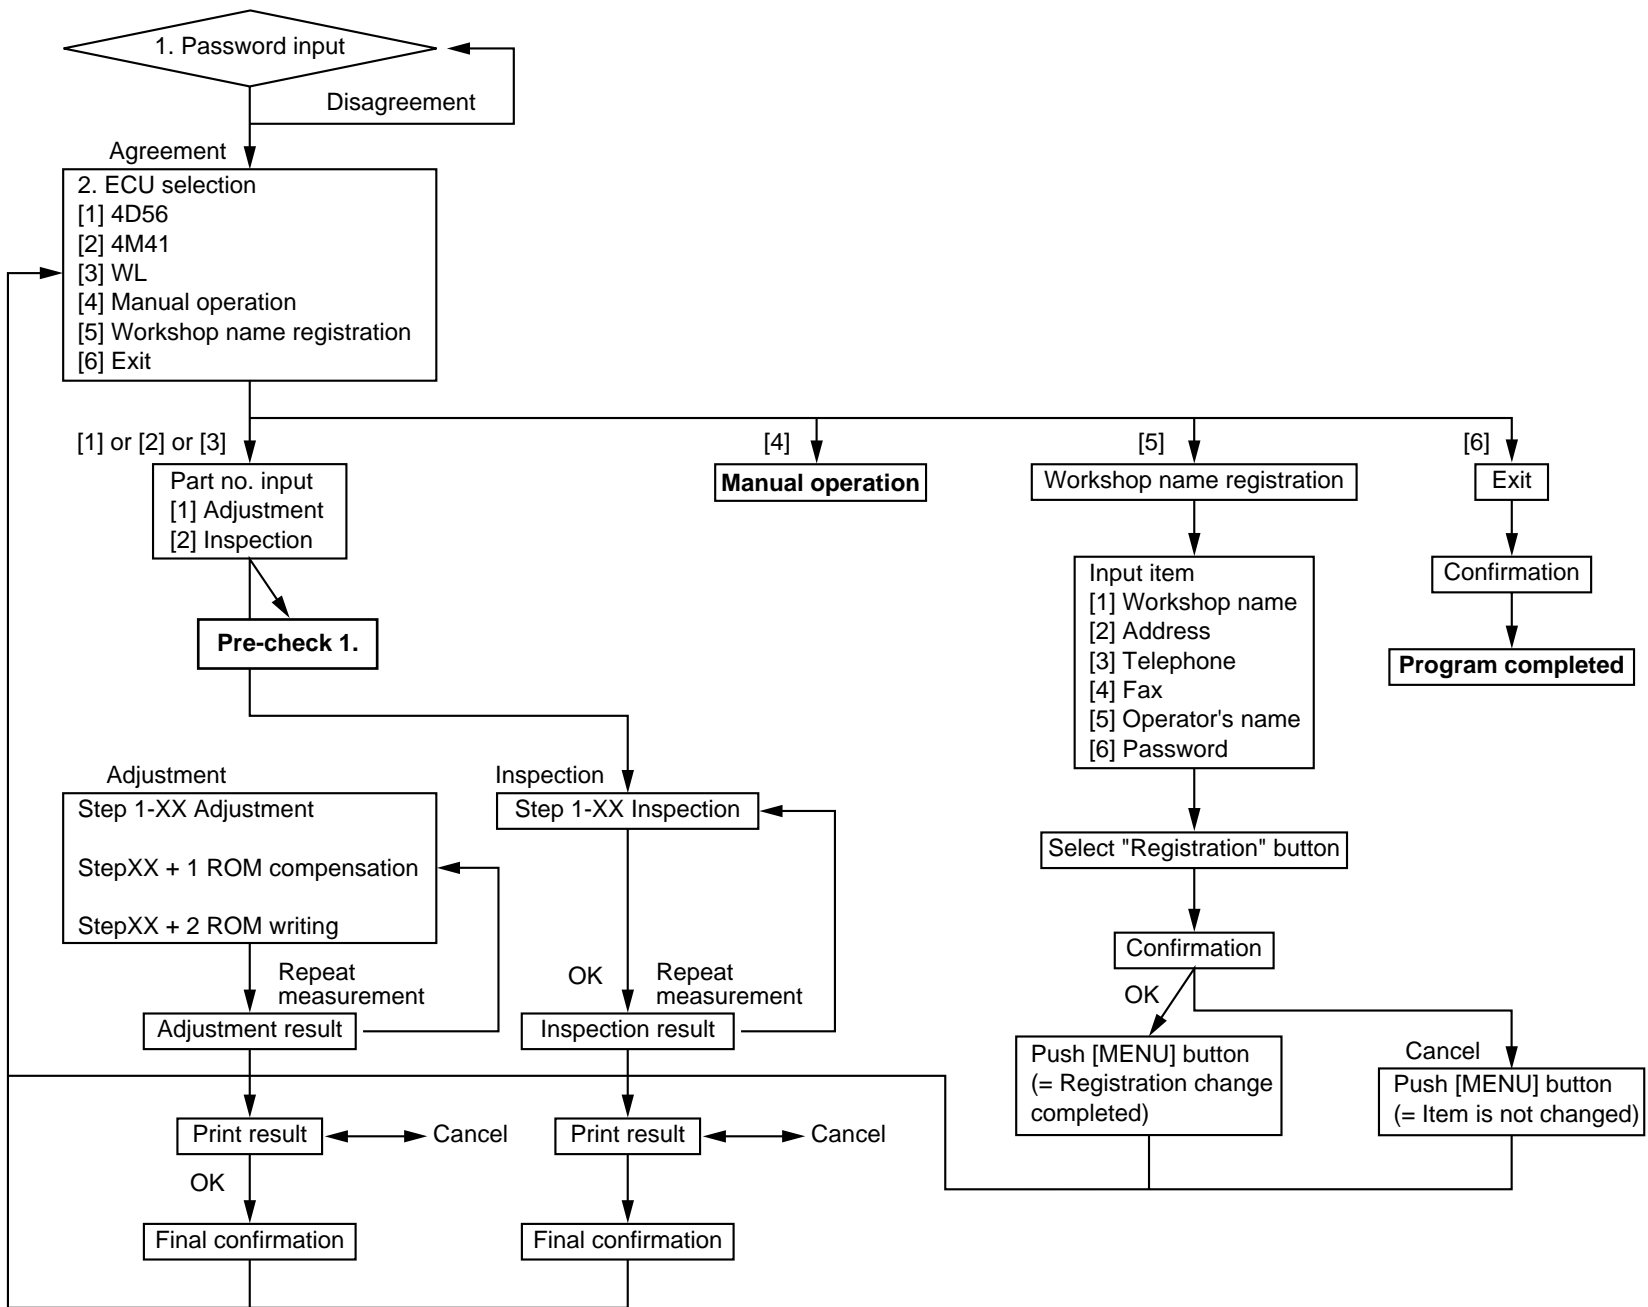 1. Password input
Disagreement
Agreement
2. ECU selection
[1] 4D56
[2] 4M41
[3] WL
[4] Manual operation
[5] Workshop name registration
[6] Exit
[1] or [2] or [3]
[4]
[5]
[6]
Part no. input
[1] Adjustment
[2] Inspection
Manual operation
Workshop name registration
Exit
Pre-check 1.
Input item
[1] Workshop name
[2] Address
[3] Telephone
[4] Fax
[5] Operator's name
[6] Password
Confirmation
Program completed
Adjustment
Step 1-XX Adjustment
StepXX + 1 ROM compensation
StepXX + 2 ROM writing
Inspection
Step 1-XX Inspection
Select "Registration" button
Confirmation
Repeat
measurement
OK
Repeat
measurement
OK
Adjustment result
Inspection result
Push [MENU] button
(= Registration change
completed)
Cancel
Push [MENU] button
(= Item is not changed)
Print result
Cancel
Print result
Cancel
OK
Final confirmation
Final confirmation